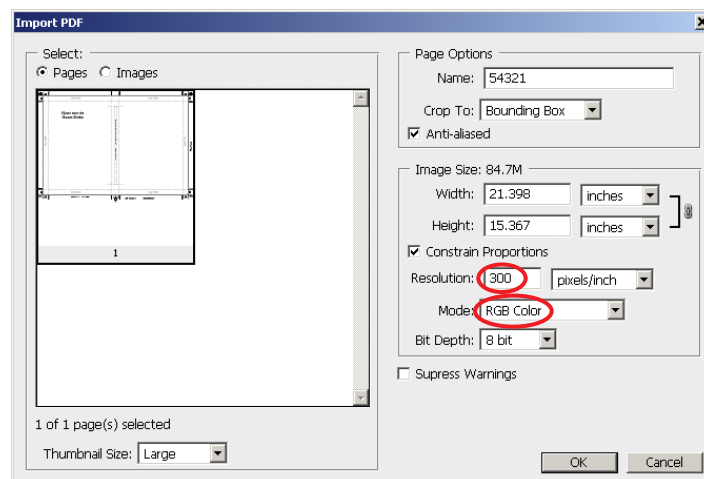 Import PDF
Select:
Pages Images
1
1 of 1 page(s) selected
Thumbnail Size: Large
Page Options
Name: 54321
Crop To: Bounding Box
Anti-aliased
Image Size: 84.7M
Width: 21.398 inches
Height: 15.367 inches
Constrain Proportions
Resolution: 300 pixels/inch
Mode: RGB Color
Bit Depth: 8 bit
Supress Warnings
OK Cancel